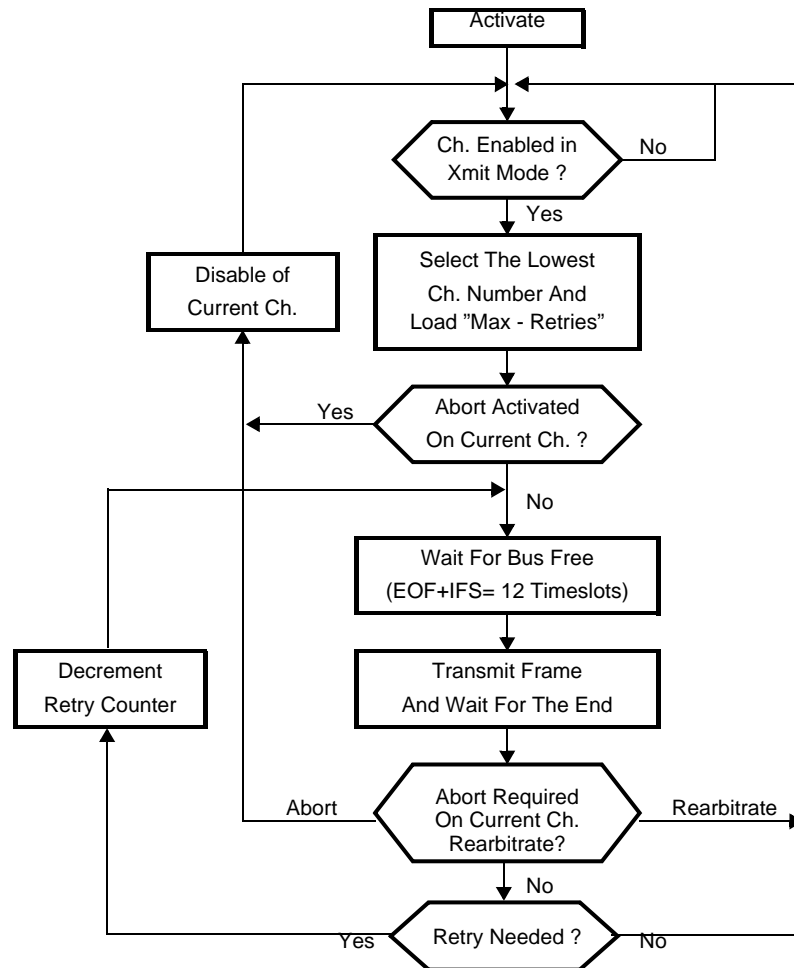 Activate
Ch. Enabled in
Xmit Mode ?
No
Yes
Select The Lowest
Ch. Number And
Load ”Max - Retries”
Disable of
Current Ch.
Yes
Abort Activated
On Current Ch. ?
No
Wait For Bus Free
(EOF+IFS= 12 Timeslots)
Decrement
Retry Counter
Transmit Frame
And Wait For The End
Abort
Abort Required
On Current Ch.
Rearbitrate?
Rearbitrate
No
Yes
Retry Needed ?
No